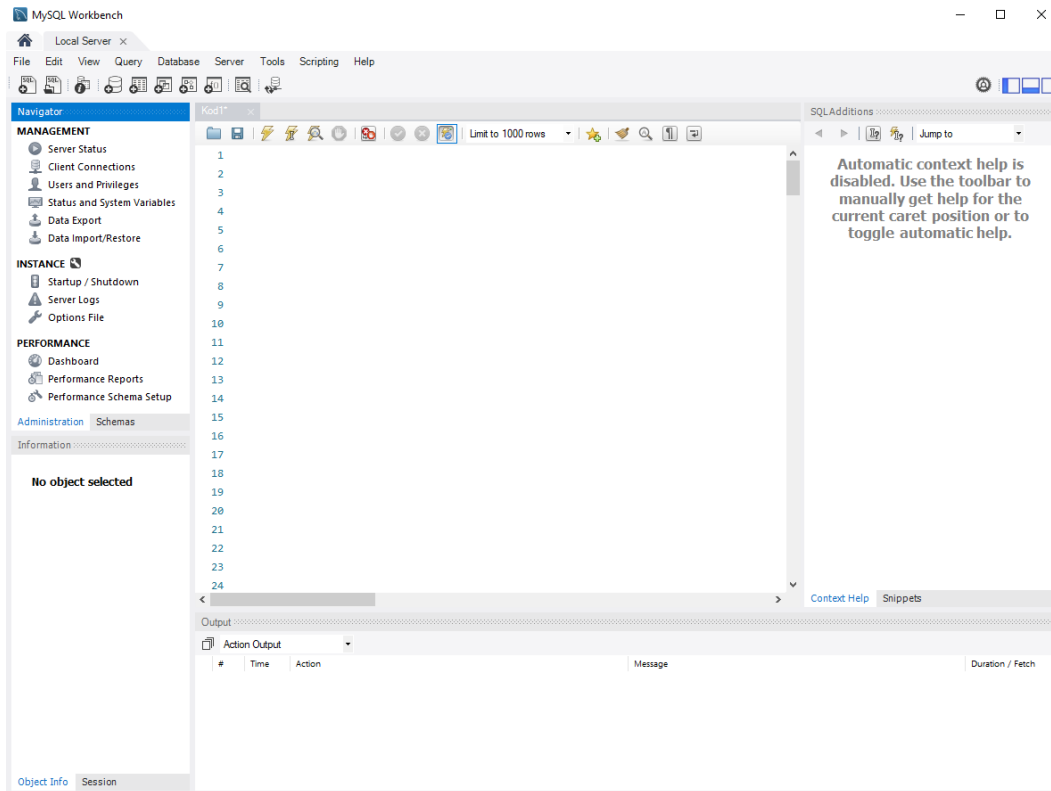 MySQL Workbench
Local Server
File Edit View Query Database Server Tools Scripting Help
Navigator
MANAGEMENT
Server Status
Client Connections
Users and Privileges
Status and System Variables
Data Export
Data Import/Restore
INSTANCE
Startup / Shutdown
Server Logs
Options File
PERFORMANCE
Dashboard
Performance Reports
Performance Schema Setup
Administration Schemas
Information
No object selected
Object Info Session
Kod1*
Limit to 1000 rows
1
2
3
4
5
6
7
8
9
10
11
12
13
14
15
16
17
18
19
20
21
22
23
24
SQLAdditions
Jump to
Automatic context help is
disabled. Use the toolbar to
manually get help for the
current caret position or to
toggle automatic help.
Context Help Snippets
Output
Action Output
# Time Action Message Duration / Fetch